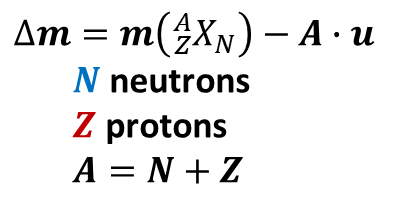 Δm = m(^A_Z X_N) − A · u
N neutrons
Z protons
A = N + Z